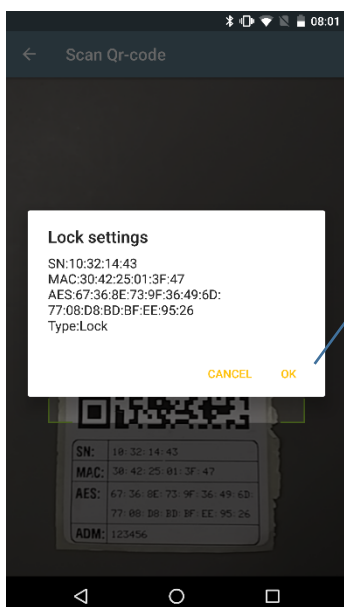 08:01
Scan Qr-code
Lock settings
SN:10:32:14:43
MAC:30:42:25:01:3F:47
AES:67:36:8E:73:9F:36:49:6D:
77:08:D8:BD:BF:EE:95:26
Type:Lock
CANCEL OK
SN: 10:32:14:43
MAC: 30:42:25:01:3F:47
AES: 67:36:8E:73:9F:36:49:6D:
77:08:D8:BD:BF:EE:95:26
ADM: 123456